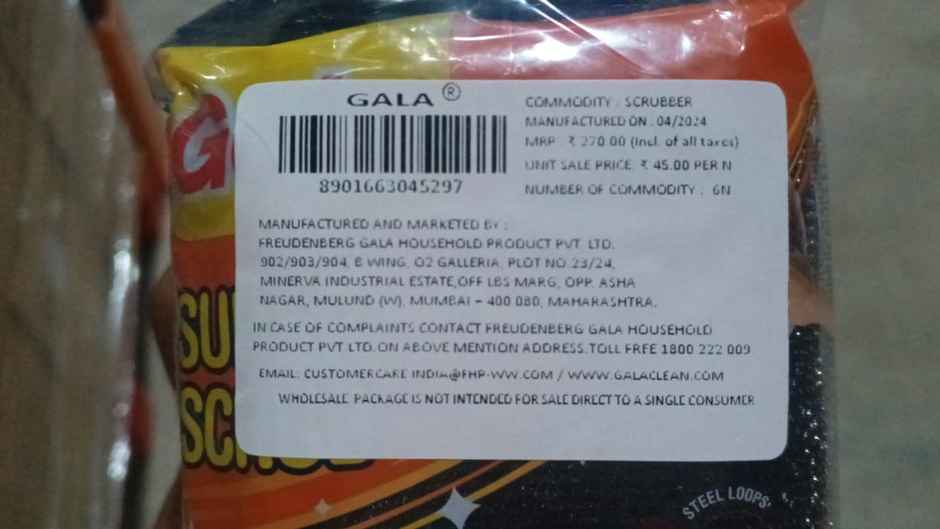 GALA ®
8901663045297
COMMODITY : SCRUBBER
MANUFACTURED ON : 04/2024
MRP : ₹ 270.00 (Incl. of all taxes)
UNIT SALE PRICE ₹ 45.00 PER N
NUMBER OF COMMODITY : 6N
MANUFACTURED AND MARKETED BY :
FREUDENBERG GALA HOUSEHOLD PRODUCT PVT. LTD.
902/903/904, B WING, O2 GALLERIA, PLOT NO.23/24,
MINERVA INDUSTRIAL ESTATE,OFF LBS MARG, OPP. ASHA
NAGAR, MULUND (W), MUMBAI – 400 080, MAHARASHTRA.
IN CASE OF COMPLAINTS CONTACT FREUDENBERG GALA HOUSEHOLD
PRODUCT PVT. LTD.ON ABOVE MENTION ADDRESS.TOLL FREE 1800 222 009
EMAIL: CUSTOMERCARE.INDIA@FHP-WW.COM / WWW.GALACLEAN.COM
WHOLESALE PACKAGE IS NOT INTENDED FOR SALE DIRECT TO A SINGLE CONSUMER
STEEL LOOPS